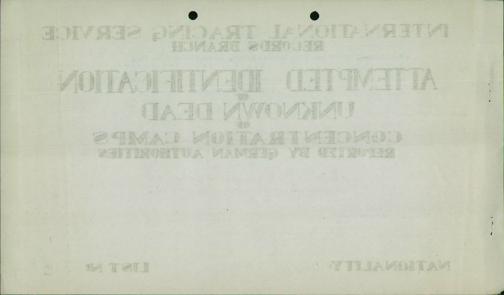 INTERNATIONAL TRACING SERVICE
RECORDS BRANCH
ATTEMPTED IDENTIFICATION
OF
UNKNOWN DEAD
OF
CONCENTRATION CAMPS
REPORTED BY GERMAN AUTHORITIES
NATIONALITY LIST Nº